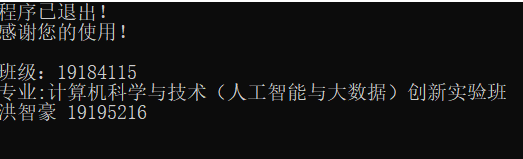 程序已退出！
感谢您的使用！
班级：19184115
专业:计算机科学与技术（人工智能与大数据）创新实验班
洪智豪 19195216